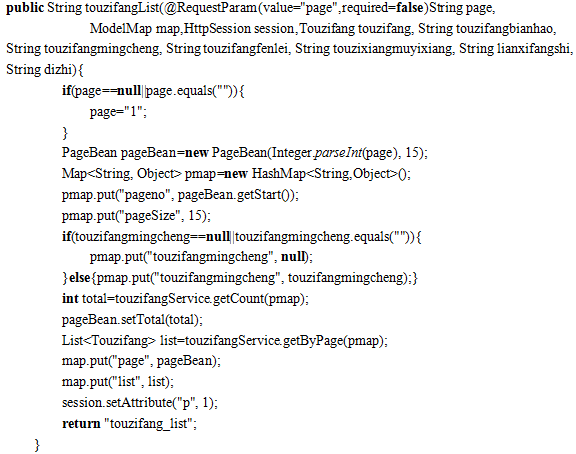 public String touzifangList(@RequestParam(value="page",required=false)String page,
ModelMap map,HttpSession session,Touzifang touzifang, String touzifangbianhao,
String touzifangmingcheng, String touzifangfenlei, String touzixiangmuyixiang, String lianxifangshi,
String dizhi){
if(page==null||page.equals("")){
page="1";
}
PageBean pageBean=new PageBean(Integer.parseInt(page), 15);
Map<String, Object> pmap=new HashMap<String,Object>();
pmap.put("pageno", pageBean.getStart());
pmap.put("pageSize", 15);
if(touzifangmingcheng==null||touzifangmingcheng.equals("")){
pmap.put("touzifangmingcheng", null);
}else{pmap.put("touzifangmingcheng", touzifangmingcheng);}
int total=touzifangService.getCount(pmap);
pageBean.setTotal(total);
List<Touzifang> list=touzifangService.getByPage(pmap);
map.put("page", pageBean);
map.put("list", list);
session.setAttribute("p", 1);
return "touzifang_list";
}